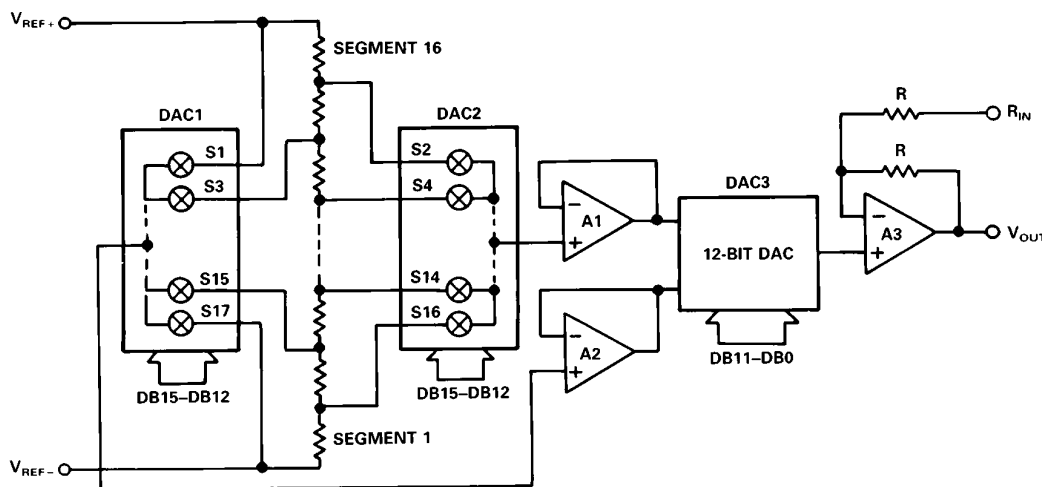 VREF+
SEGMENT 16
DAC1
DAC2
R
RIN
S1
S2
R
S3
S4
DAC3
−
A1
+
−
A3
+
VOUT
12-BIT DAC
S15
S14
S17
S16
−
A2
+
DB11–DB0
DB15–DB12
DB15–DB12
SEGMENT 1
VREF−